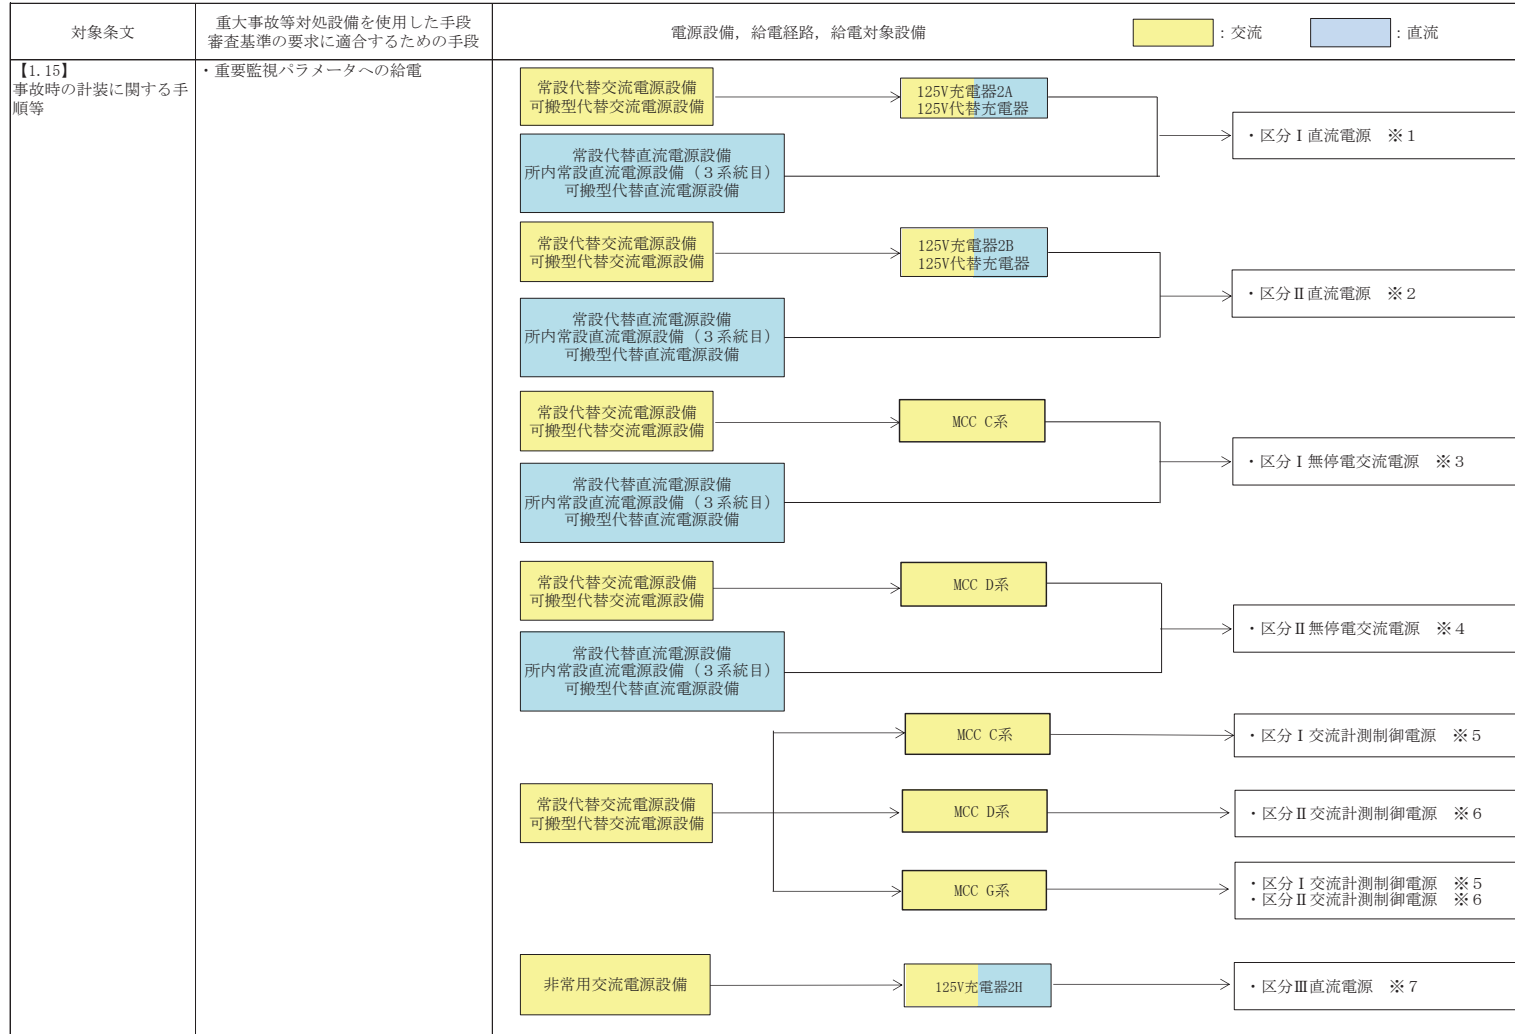 対象条文
重大事故等対処設備を使用した手段
審査基準の要求に適合するための手段
電源設備，給電経路，給電対象設備
：交流
：直流
【1.15】
事故時の計装に関する手
順等
・重要監視パラメータへの給電
常設代替交流電源設備
可搬型代替交流電源設備
125V充電器2A
125V代替充電器
・区分Ⅰ直流電源　※１
常設代替直流電源設備
所内常設直流電源設備（３系統目）
可搬型代替直流電源設備
常設代替交流電源設備
可搬型代替交流電源設備
125V充電器2B
125V代替充電器
・区分Ⅱ直流電源　※２
常設代替直流電源設備
所内常設直流電源設備（３系統目）
可搬型代替直流電源設備
常設代替交流電源設備
可搬型代替交流電源設備
MCC C系
・区分Ⅰ無停電交流電源　※３
常設代替直流電源設備
所内常設直流電源設備（３系統目）
可搬型代替直流電源設備
常設代替交流電源設備
可搬型代替交流電源設備
MCC D系
・区分Ⅱ無停電交流電源　※４
常設代替直流電源設備
所内常設直流電源設備（３系統目）
可搬型代替直流電源設備
MCC C系
・区分Ⅰ交流計測制御電源　※５
常設代替交流電源設備
可搬型代替交流電源設備
MCC D系
・区分Ⅱ交流計測制御電源　※６
MCC G系
・区分Ⅰ交流計測制御電源　※５
・区分Ⅱ交流計測制御電源　※６
非常用交流電源設備
125V充電器2H
・区分Ⅲ直流電源　※７